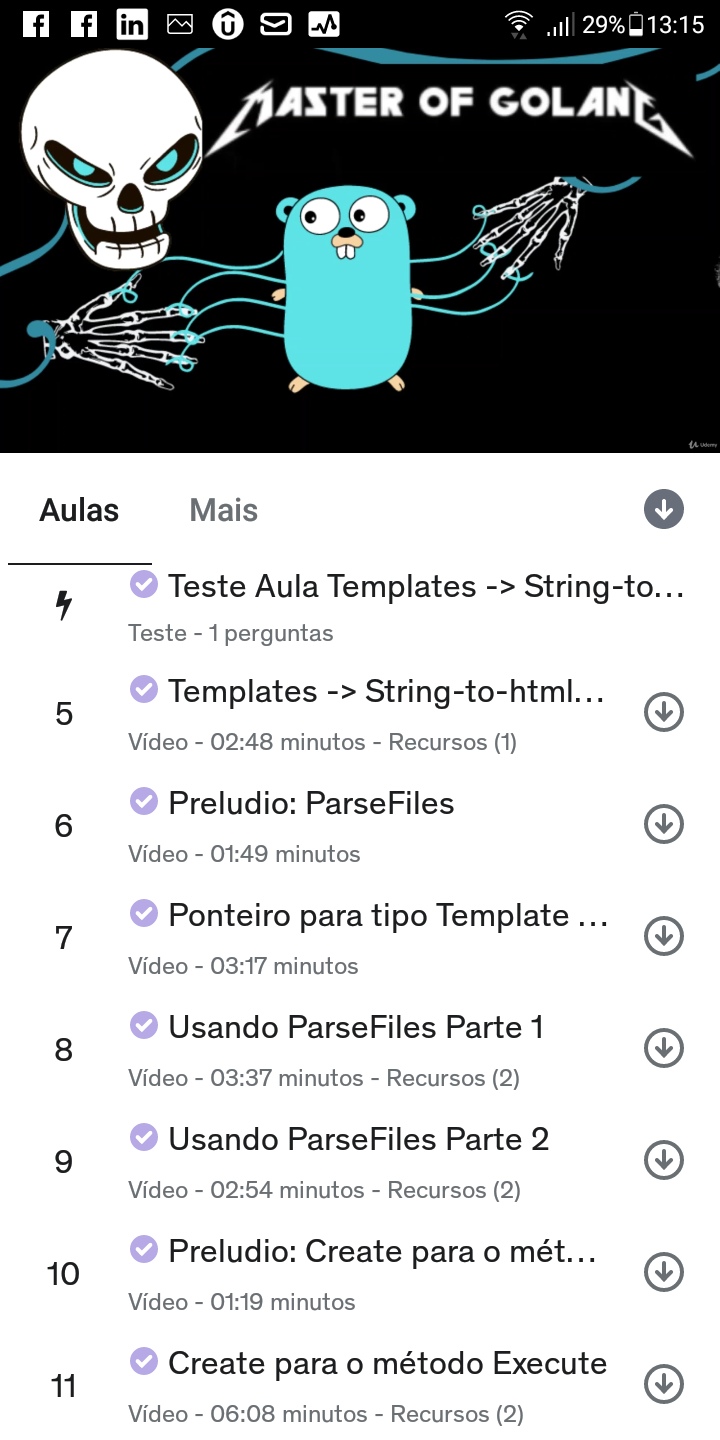 29% 13:15
MASTER OF GOLANG
Udemy
Aulas Mais
Teste Aula Templates -> String-to...
Teste - 1 perguntas
5 Templates -> String-to-html...
Vídeo - 02:48 minutos - Recursos (1)
6 Preludio: ParseFiles
Vídeo - 01:49 minutos
7 Ponteiro para tipo Template ...
Vídeo - 03:17 minutos
8 Usando ParseFiles Parte 1
Vídeo - 03:37 minutos - Recursos (2)
9 Usando ParseFiles Parte 2
Vídeo - 02:54 minutos - Recursos (2)
10 Preludio: Create para o mét...
Vídeo - 01:19 minutos
11 Create para o método Execute
Vídeo - 06:08 minutos - Recursos (2)